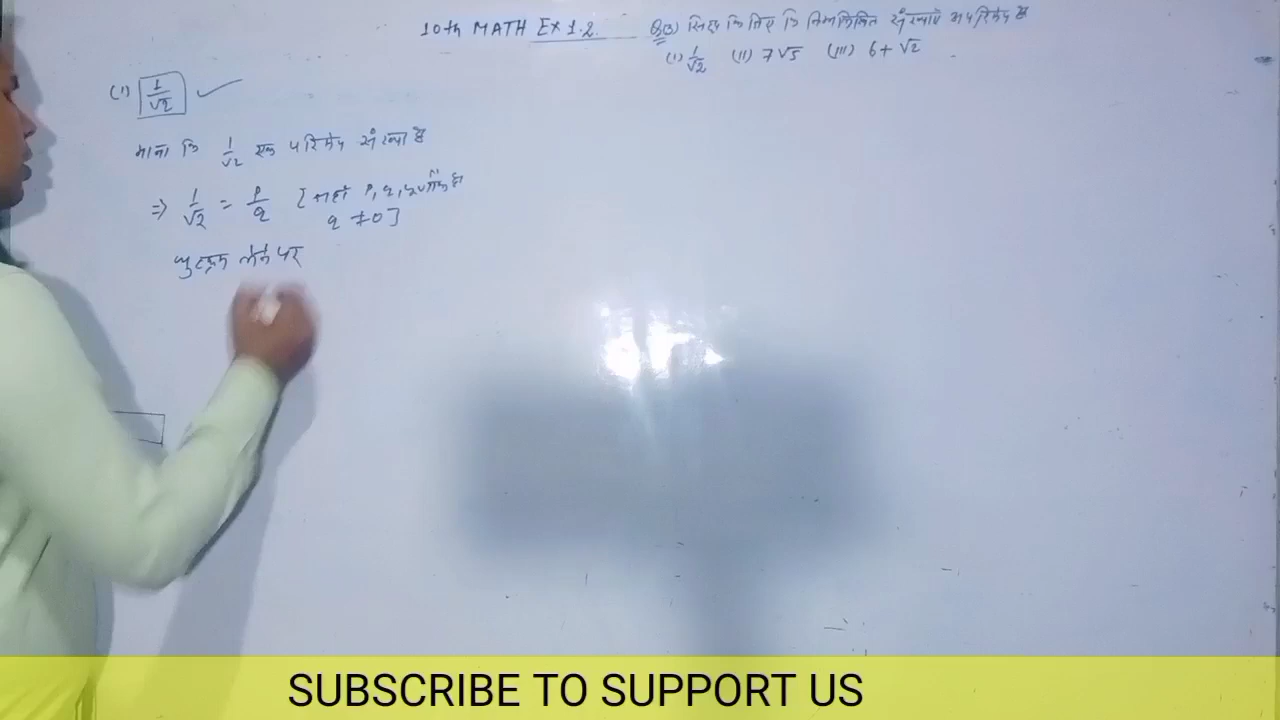 10th MATH EX 1.2. Q.3) सिद्ध कीजिए कि निम्नलिखित संख्याएँ अपरिमेय है
(i) 1/√2 (ii) 7√5 (iii) 6+√2
(i) 1/√2
माना कि 1/√2 एक परिमेय संख्या है
=> 1/√2 = p/q [जहाँ p, q, पूर्णांक है
q ≠ 0]
व्युत्क्रम लेने पर
SUBSCRIBE TO SUPPORT US